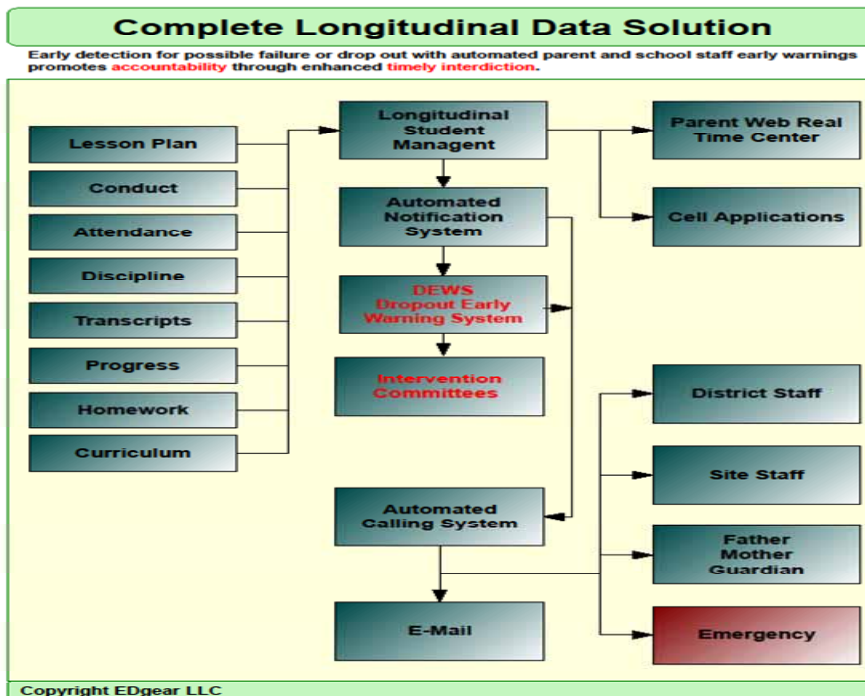 Complete Longitudinal Data Solution
Early detection for possible failure or drop out with automated parent and school staff early warnings
promotes accountability through enhanced timely interdiction.
Lesson Plan
Conduct
Attendance
Discipline
Transcripts
Progress
Homework
Curriculum
Longitudinal
Student
Managent
Automated
Notification
System
DEWS
Dropout Early
Warning System
Intervention
Committees
Automated
Calling System
E-Mail
Parent Web Real
Time Center
Cell Applications
District Staff
Site Staff
Father
Mother
Guardian
Emergency
Copyright EDgear LLC